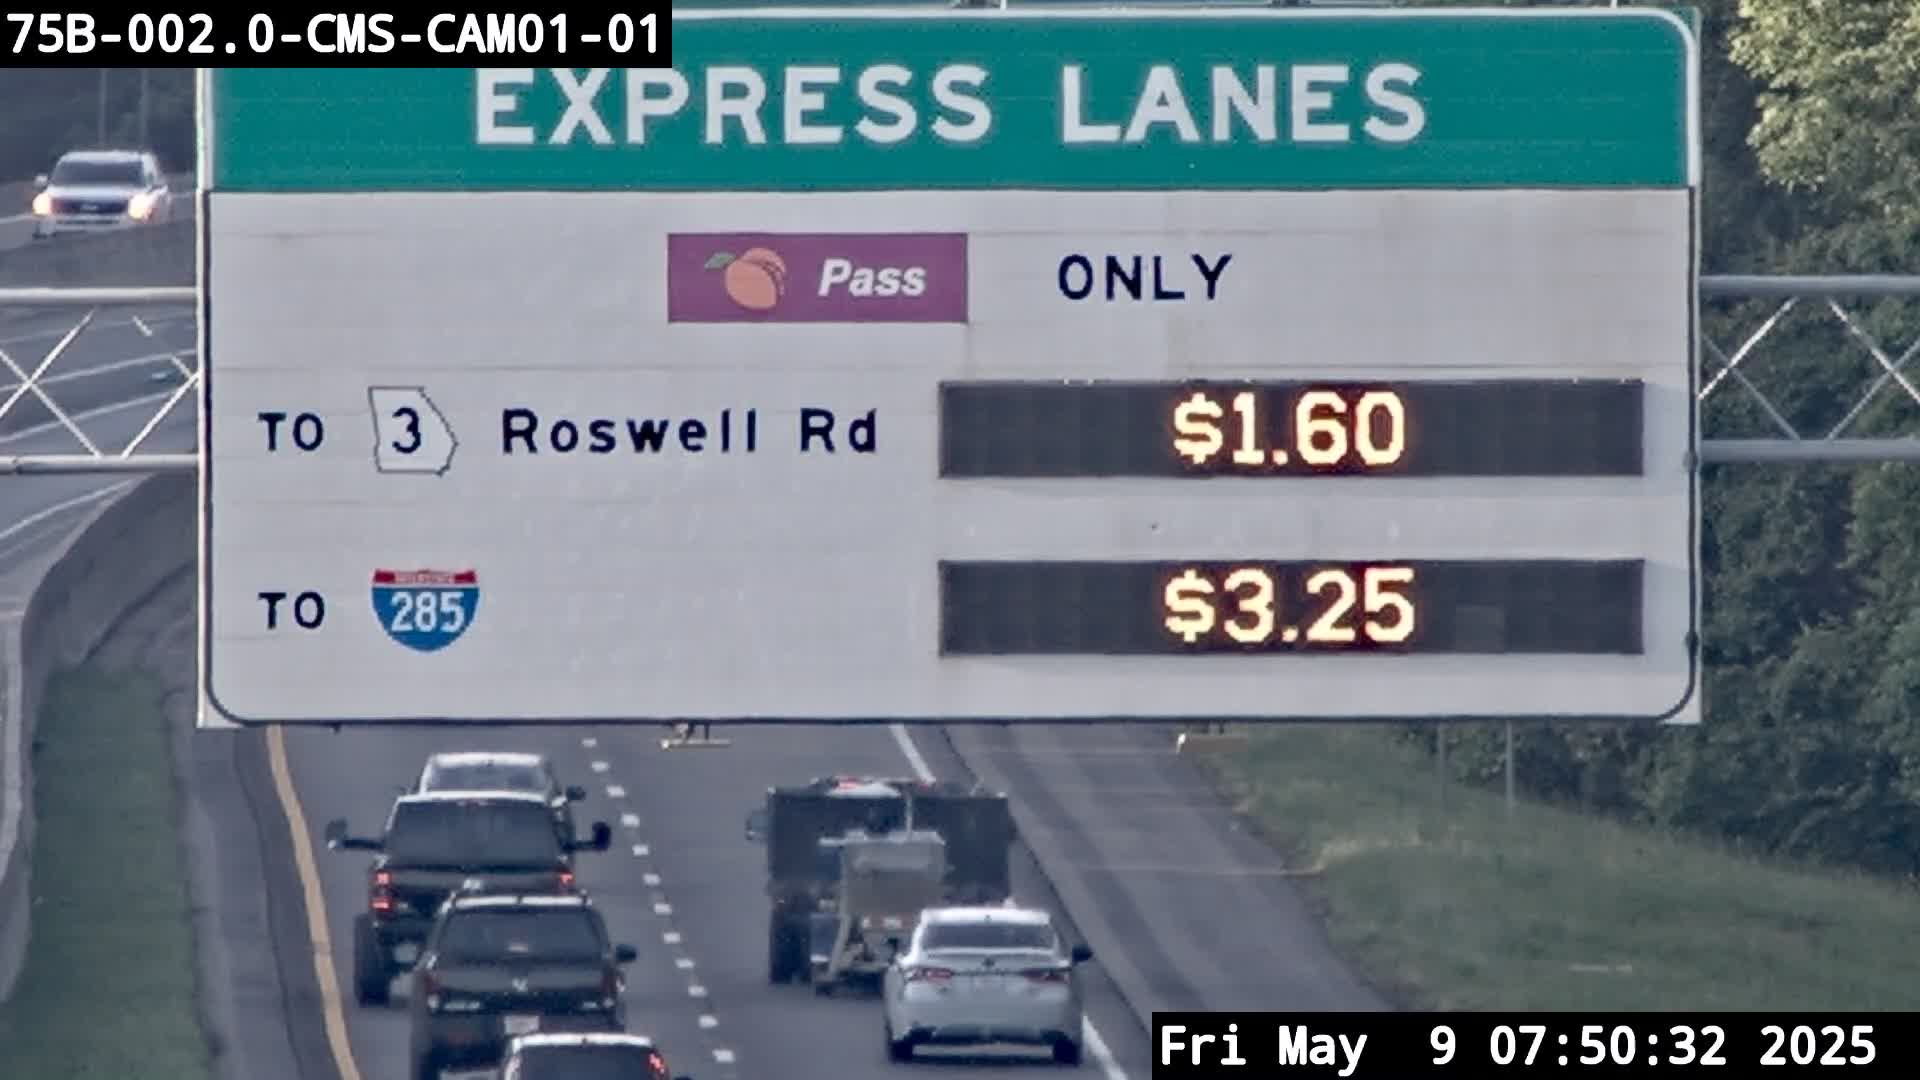 75B-002.0-CMS-CAM01-01
EXPRESS LANES
Pass ONLY
TO 3 Roswell Rd $1.60
TO 285 $3.25
Fri May 9 07:50:32 2025